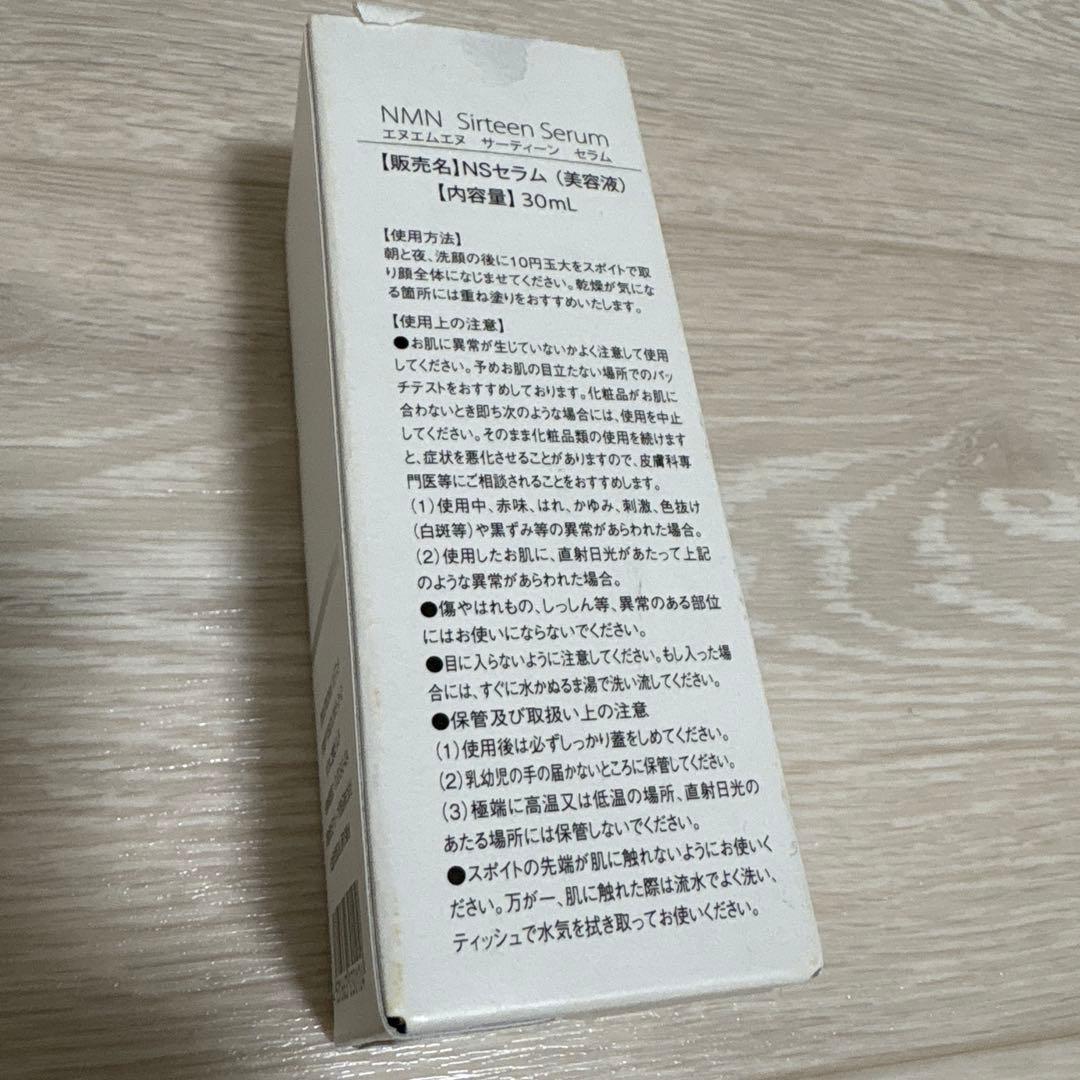 NMN Sirteen Serum
エヌエムエヌ サーティーン セラム
【販売名】NSセラム（美容液）
【内容量】30mL
【使用方法】
朝と夜、洗顔の後に10円玉大をスポイトで取
り顔全体になじませてください。乾燥が気にな
る箇所には重ね塗りをおすすめいたします。
【使用上の注意】
●お肌に異常が生じていないかよく注意して使用
してください。予めお肌の目立たない場所でのパッ
チテストをおすすめしております。化粧品がお肌に
合わないとき即ち次のような場合には、使用を中止
してください。そのまま化粧品類の使用を続けます
と、症状を悪化させることがありますので、皮膚科専
門医等にご相談されることをおすすめします。
（1）使用中、赤味、はれ、かゆみ、刺激、色抜け
（白斑等）や黒ずみ等の異常があらわれた場合。
（2）使用したお肌に、直射日光があたって上記
のような異常があらわれた場合。
●傷やはれもの、しっしん等、異常のある部位
にはお使いにならないでください。
●目に入らないように注意してください。もし入った場
合には、すぐに水かぬるま湯で洗い流してください。
●保管及び取扱い上の注意
（1）使用後は必ずしっかり蓋をしめてください。
（2）乳幼児の手の届かないところに保管してください。
（3）極端に高温又は低温の場所、直射日光の
あたる場所には保管しないでください。
●スポイトの先端が肌に触れないようにお使いく
ださい。万が一、肌に触れた際は流水でよく洗い、
ティッシュで水気を拭き取ってお使いください。